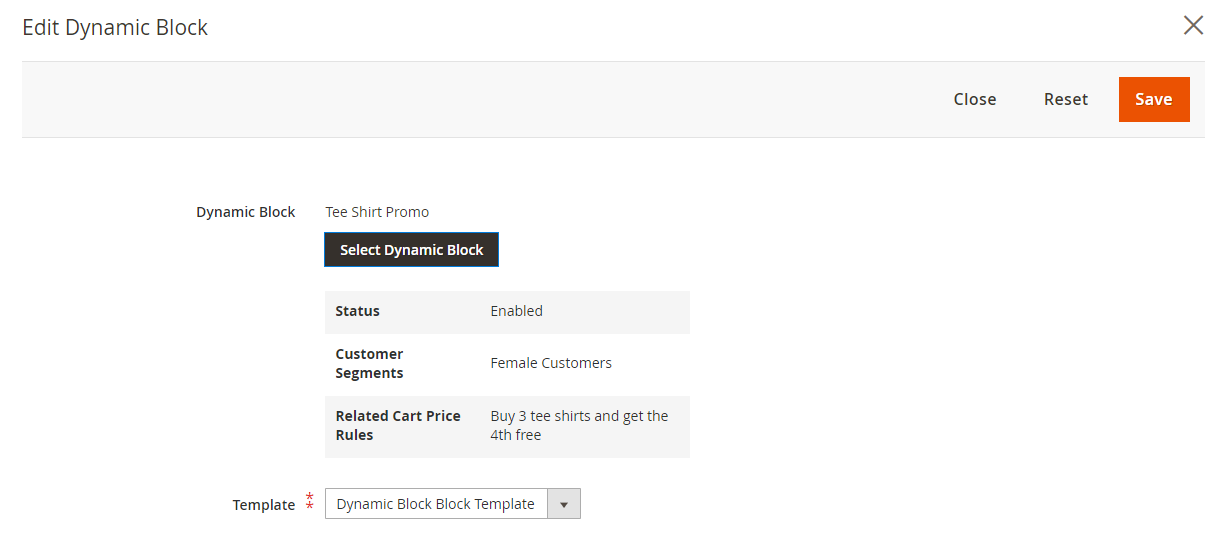 Edit Dynamic Block
Close Reset Save
Dynamic Block Tee Shirt Promo
Select Dynamic Block
Status Enabled
Customer
Segments
Female Customers
Related Cart Price
Rules
Buy 3 tee shirts and get the
4th free
Template * * Dynamic Block Block Template